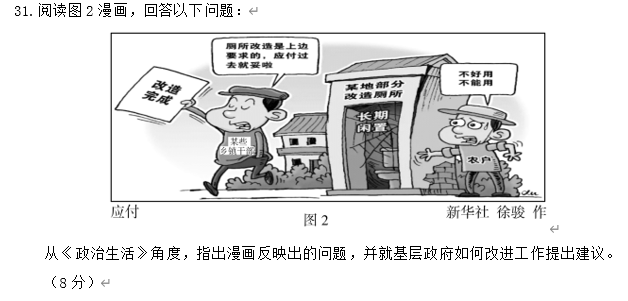 31. 阅读图 2 漫画，回答以下问题：
厕所改造是上边
要求的，应付过
去就妥啦
改造
完成
某些
乡镇干部
某地部分
改造厕所
长期
闲置
不好用
不能用
农户
应付
图 2
新华社 徐骏 作
从《政治生活》角度，指出漫画反映出的问题，并就基层政府如何改进工作提出建议。
（8 分）